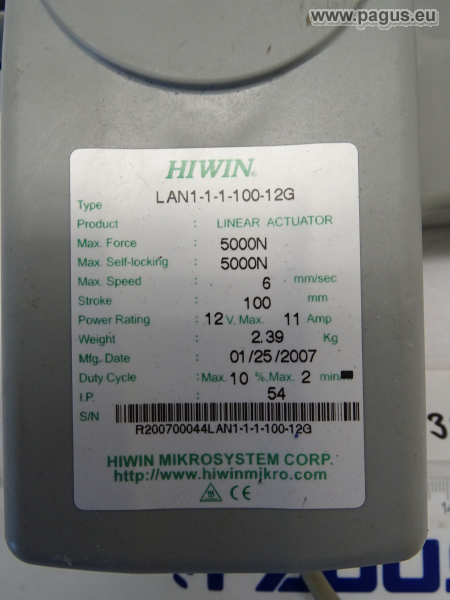 www.pagus.eu
HIWIN®
Type LAN1-1-1-100-12G
Product : LINEAR ACTUATOR
Max. Force : 5000N
Max. Self-locking : 5000N
Max. Speed : 6 mm/sec
Stroke : 100 mm
Power Rating : 12 V, Max. 11 Amp
Weight : 2.39 Kg
Mfg. Date : 01/25/2007
Duty Cycle : Max. 10 %, Max. 2 min
I.P. : 54
S/N :
R200700044LAN1-1-1-100-12G
HIWIN MIKROSYSTEM CORP.
http://www.hiwinmikro.com
CE